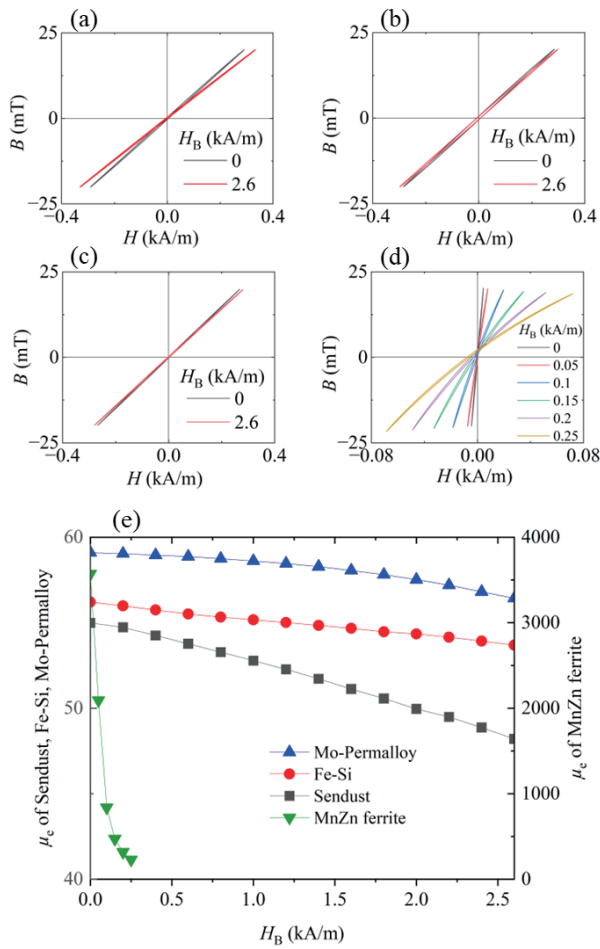 (a)
25
0
-25
B (mT)
H_B (kA/m)
0
2.6
-0.4
0.0
0.4
H (kA/m)
(b)
25
0
-25
B (mT)
H_B (kA/m)
0
2.6
-0.4
0.0
0.4
H (kA/m)
(c)
25
0
-25
B (mT)
H_B (kA/m)
0
2.6
-0.4
0.0
0.4
H (kA/m)
(d)
25
0
-25
B (mT)
H_B (kA/m)
0
0.05
0.1
0.15
0.2
0.25
-0.08
0.00
0.08
H (kA/m)
(e)
60
50
40
μ_e of Sendust, Fe-Si, Mo-Permalloy
4000
3000
2000
1000
0
μ_e of MnZn ferrite
Mo-Permalloy
Fe-Si
Sendust
MnZn ferrite
0.0
0.5
1.0
1.5
2.0
2.5
H_B (kA/m)